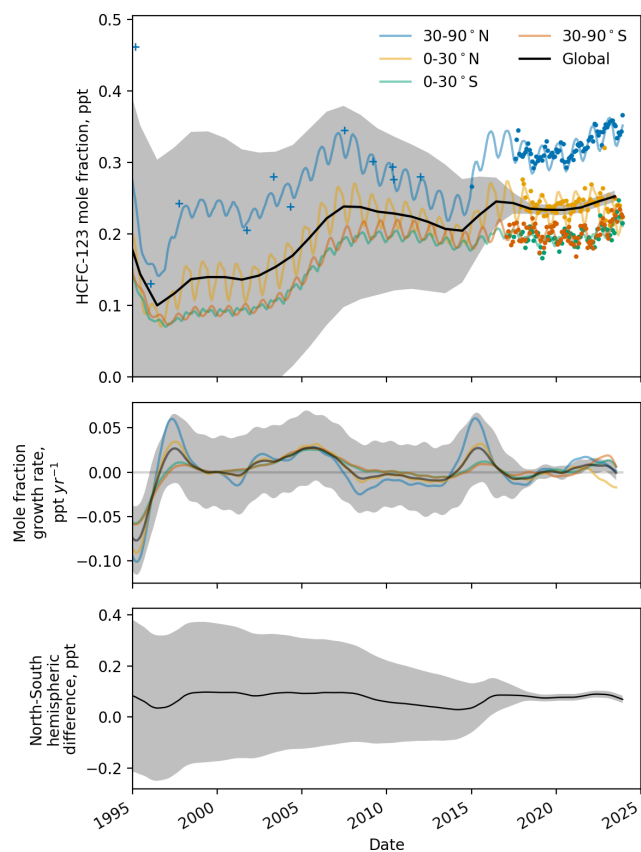 0.5
0.4
0.3
0.2
0.1
0.0
HCFC-123 mole fraction, ppt
30-90°N
0-30°N
0-30°S
30-90°S
Global
0.05
0.00
−0.05
−0.10
Mole fraction
growth rate,
ppt yr⁻¹
0.4
0.2
0.0
−0.2
North-South
hemispheric
difference, ppt
1995
2000
2005
2010
2015
2020
2025
Date